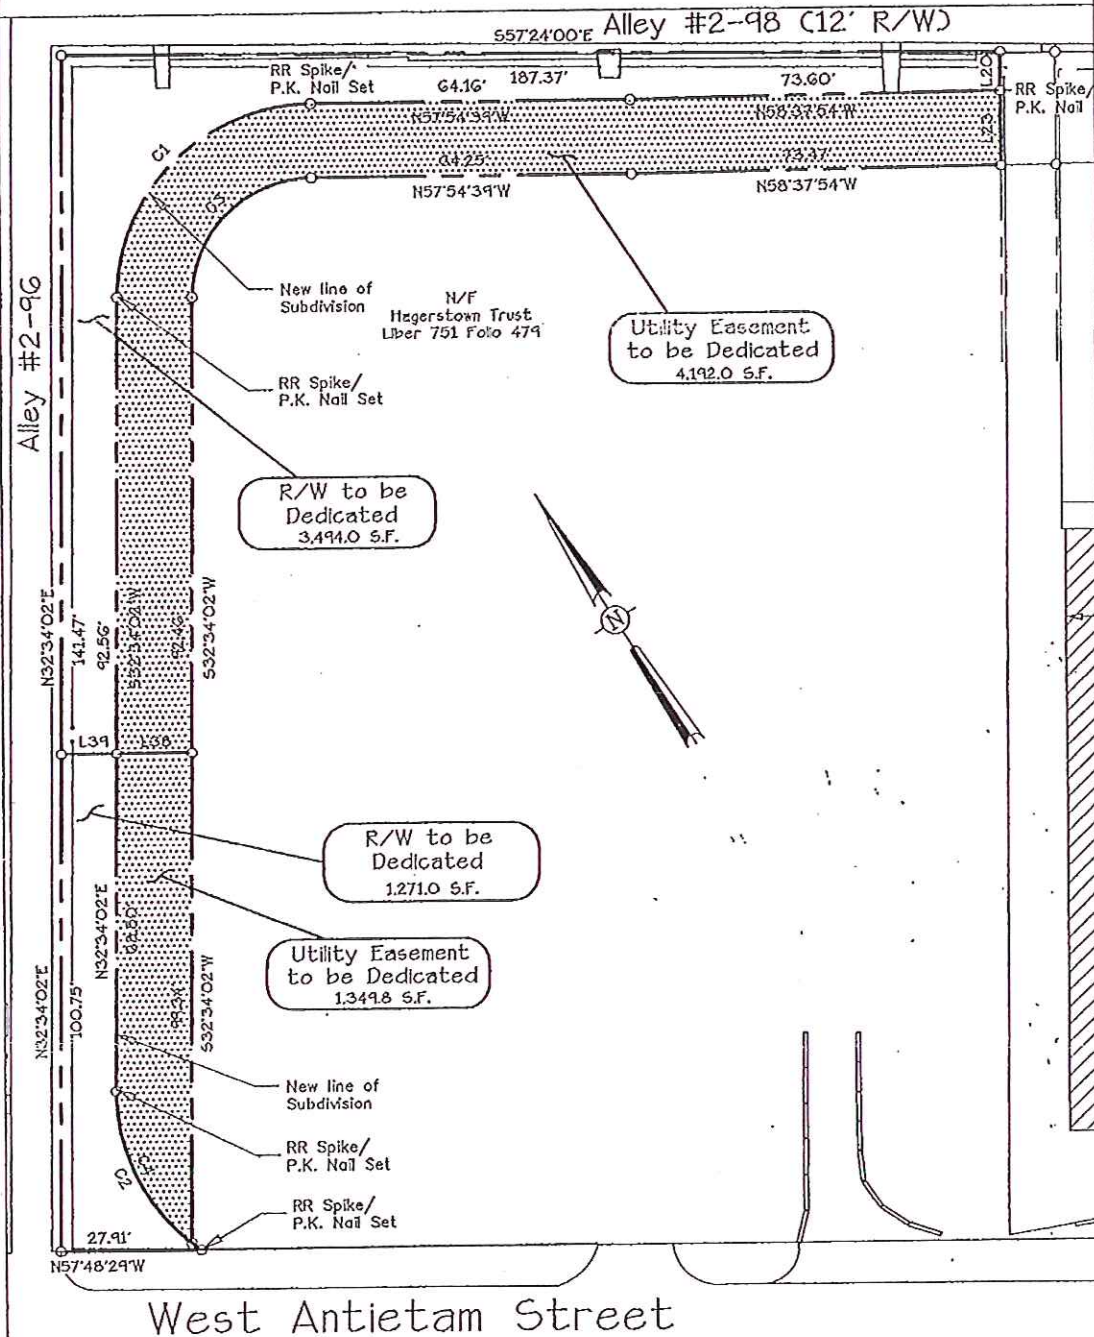 Alley #2-98 (12' R/W)
S57°24'00"E
RR Spike/
P.K. Nail Set
187.37'
64.16'
73.60'
L20
RR Spike/
P.K. Nail
N57°54'39"W
N58°37'54"W
L23
C1
64.25'
73.37'
N57°54'39"W
N58°37'54"W
C3
New line of
Subdivision
N/F
Hagerstown Trust
Liber 751 Folio 479
Utility Easement
to be Dedicated
4,192.0 S.F.
Alley #2-96
RR Spike/
P.K. Nail Set
R/W to be
Dedicated
3,494.0 S.F.
N
N32°34'02"E
141.47'
92.56'
S32°34'02"W
92.46'
S32°34'02"W
L39
L38
R/W to be
Dedicated
1,271.0 S.F.
N32°34'02"E
Utility Easement
to be Dedicated
1,349.8 S.F.
N32°34'02"E
100.75'
S32°34'02"W
New line of
Subdivision
RR Spike/
P.K. Nail Set
C4
C2
RR Spike/
P.K. Nail Set
27.91'
N57°48'29"W
West Antietam Street